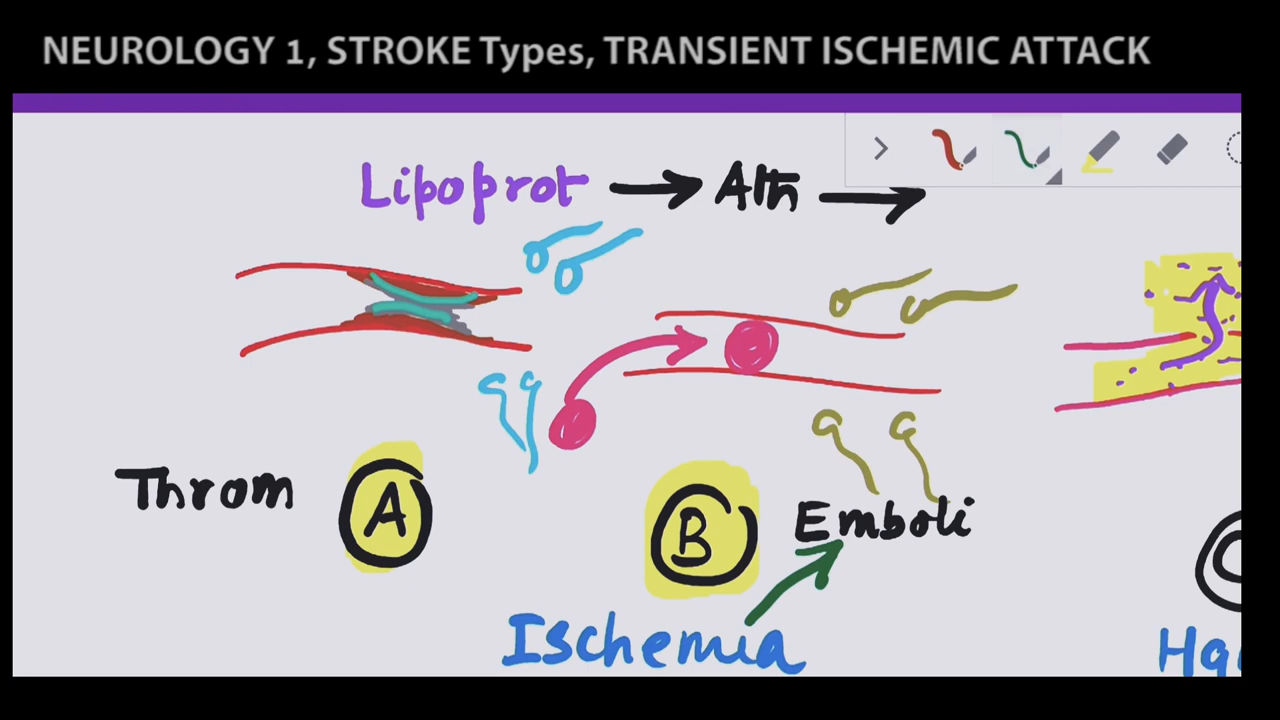 NEUROLOGY 1, STROKE Types, TRANSIENT ISCHEMIC ATTACK
Lipoprot → Ath →
Throm A
B Emboli
Ischemia